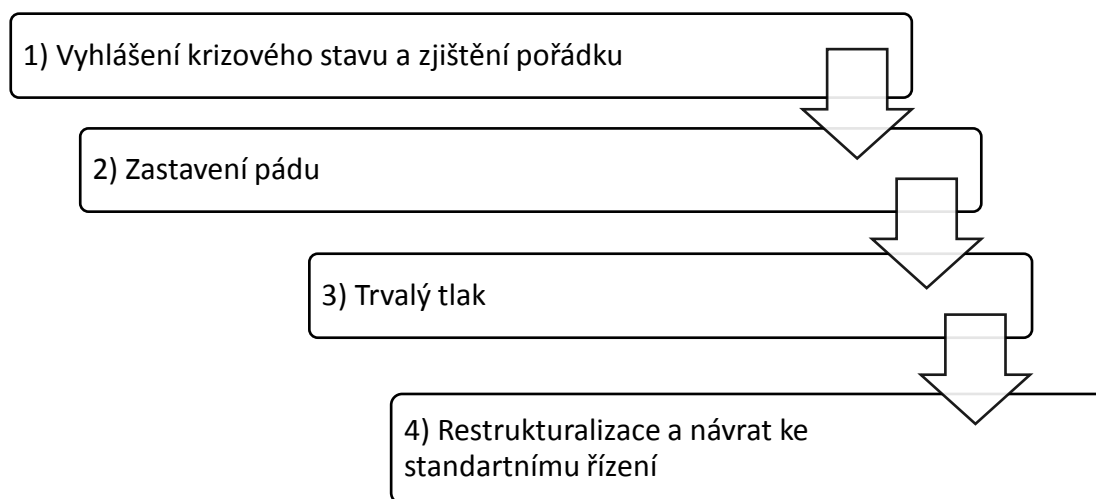 1) Vyhlášení krizového stavu a zjištění pořádku
2) Zastavení pádu
3) Trvalý tlak
4) Restrukturalizace a návrat ke
standartnímu řízení